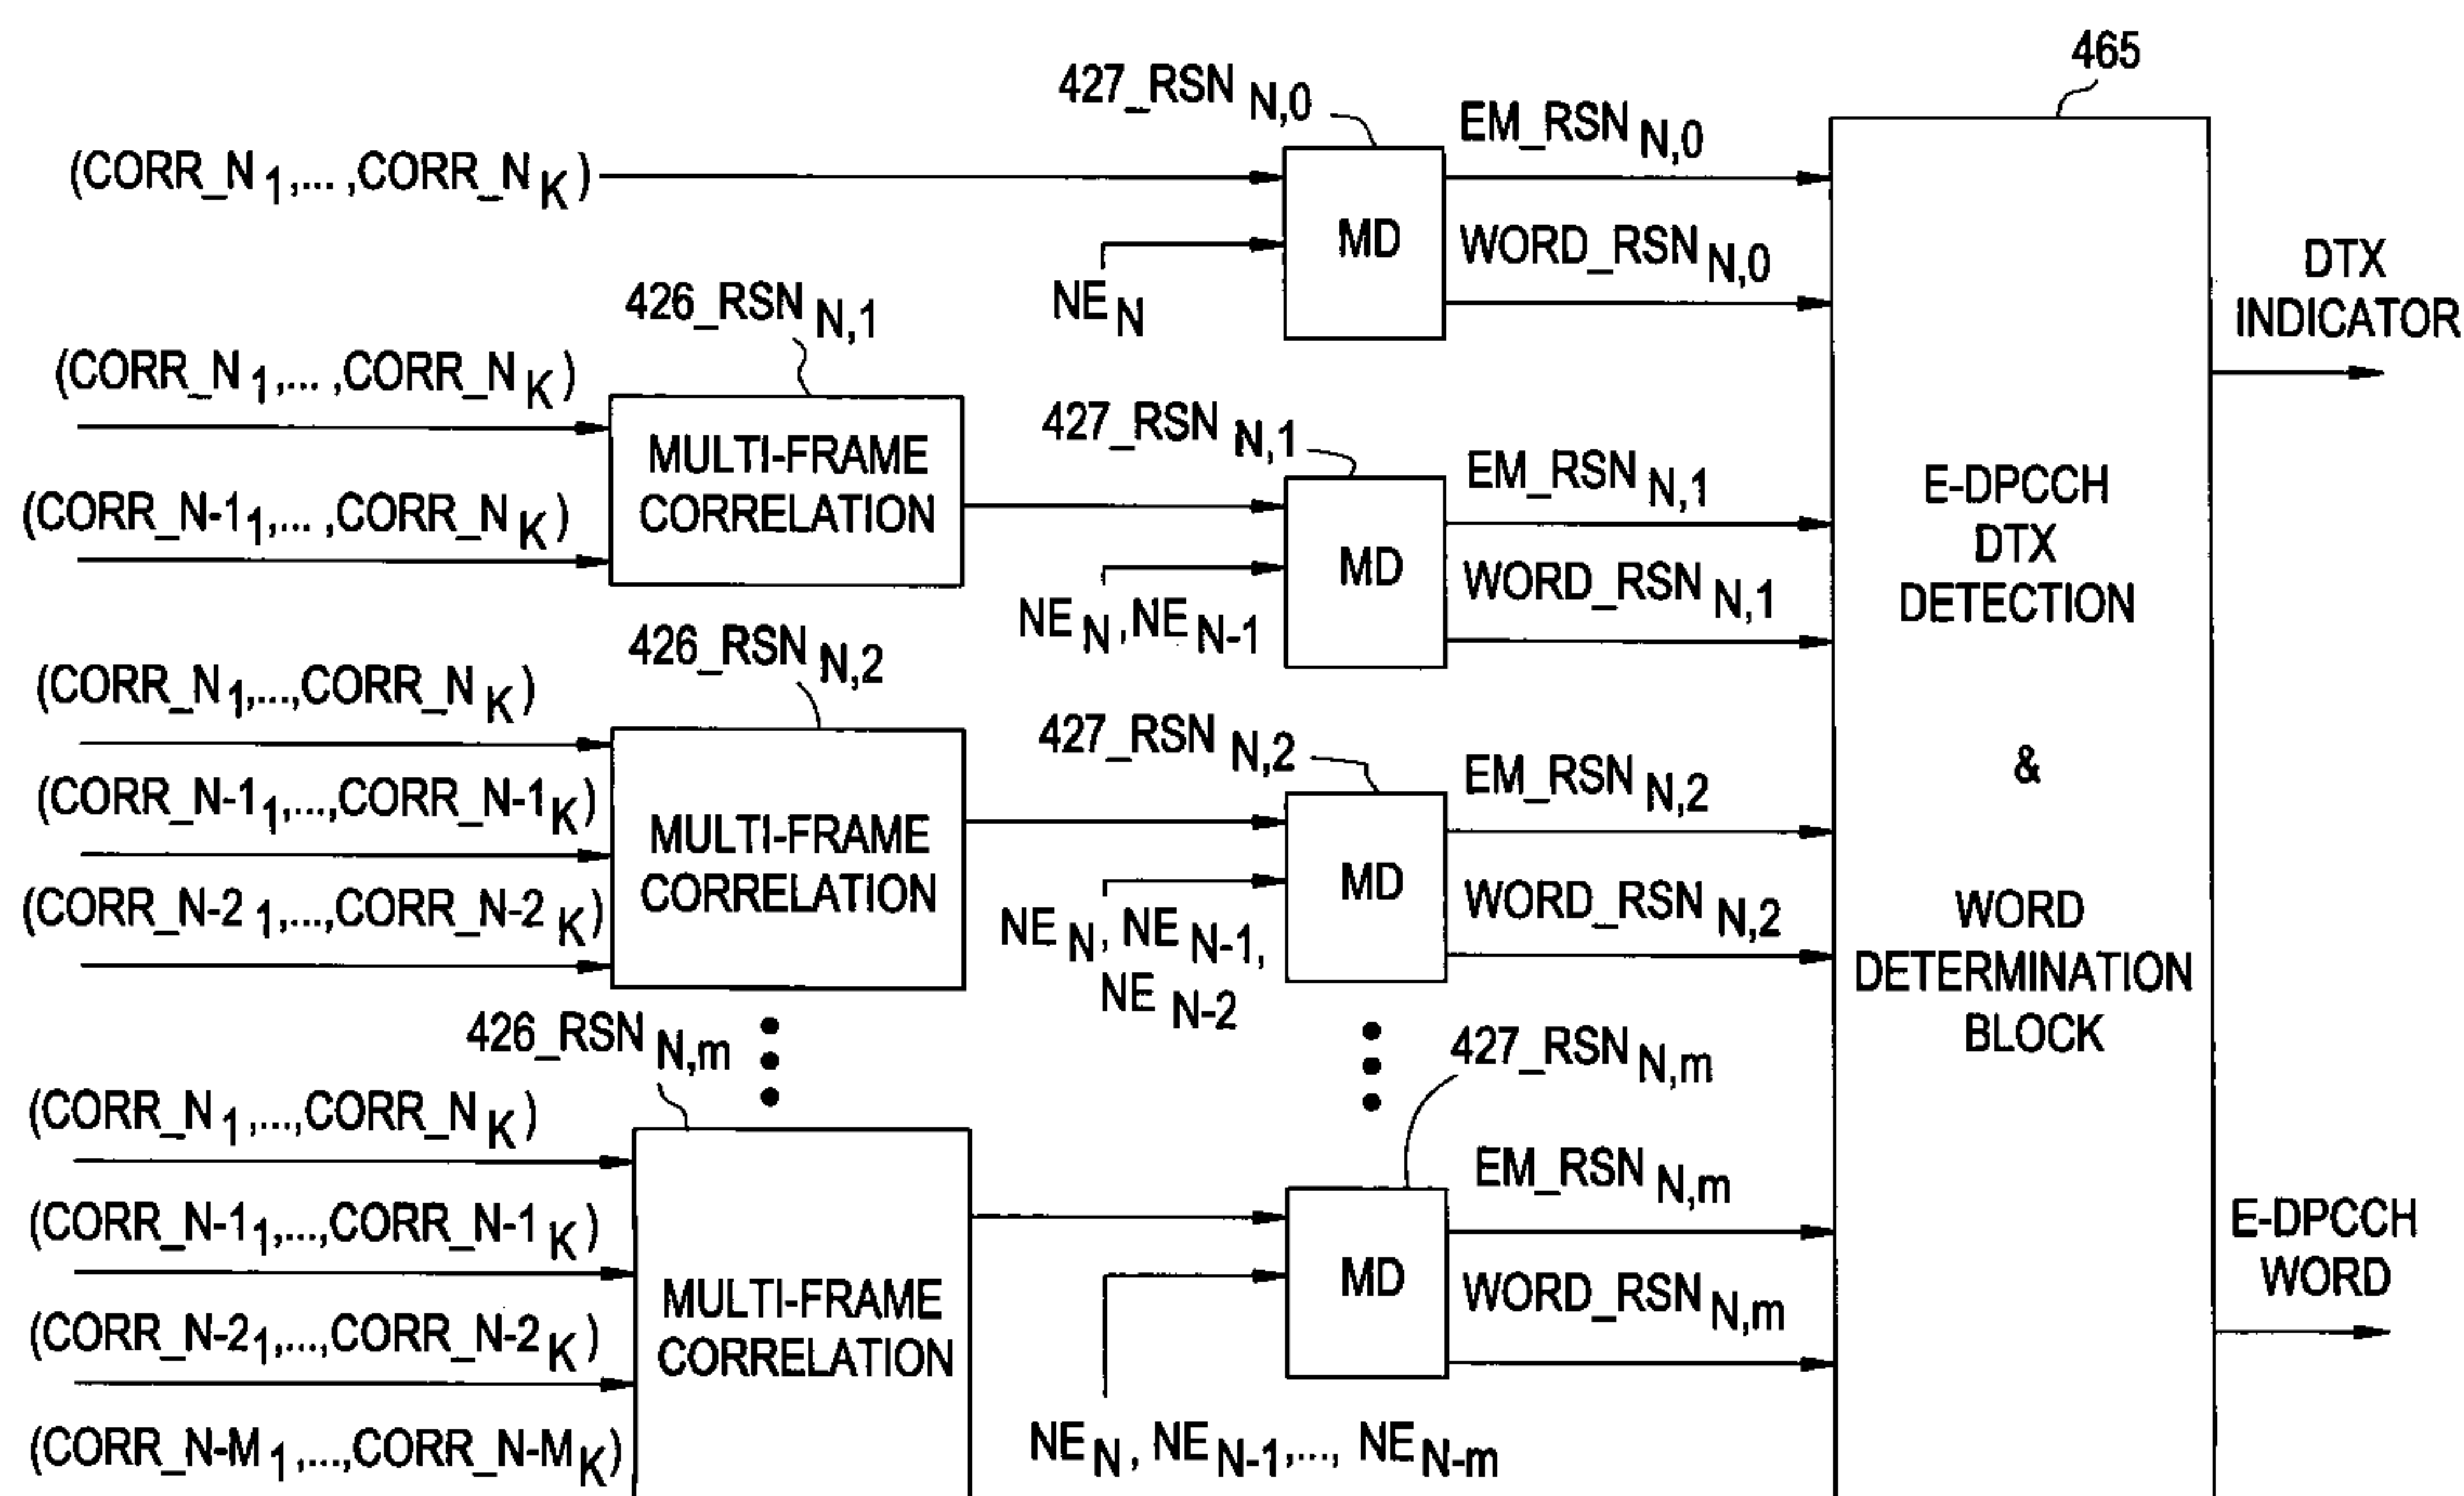 465
427_RSN N,0
EM_RSN N,0
(CORR_N 1,... ,CORR_N K)
MD
WORD_RSN N,0
NE N
DTX
INDICATOR
426_RSN N,1
(CORR_N 1,... ,CORR_N K)
427_RSN N,1
MULTI-FRAME
CORRELATION
EM_RSN N,1
(CORR_N-1 1,... ,CORR_N K)
MD
WORD_RSN N,1
NE N,NE N-1
E-DPCCH
DTX
DETECTION
&
WORD
DETERMINATION
BLOCK
426_RSN N,2
(CORR_N 1,...,CORR_N K)
427_RSN N,2
EM_RSN N,2
(CORR_N-1 1,...,CORR_N-1 K)
MULTI-FRAME
CORRELATION
MD
(CORR_N-2 1,...,CORR_N-2 K)
WORD_RSN N,2
NE N, NE N-1,
NE N-2
426_RSN N,m
427_RSN N,m
(CORR_N 1,...,CORR_N K)
EM_RSN N,m
(CORR_N-1 1,...,CORR_N-1 K)
MULTI-FRAME
CORRELATION
MD
WORD_RSN N,m
E-DPCCH
WORD
(CORR_N-2 1,...,CORR_N-2 K)
(CORR_N-M 1,...,CORR_N-M K)
NE N, NE N-1,..., NE N-m